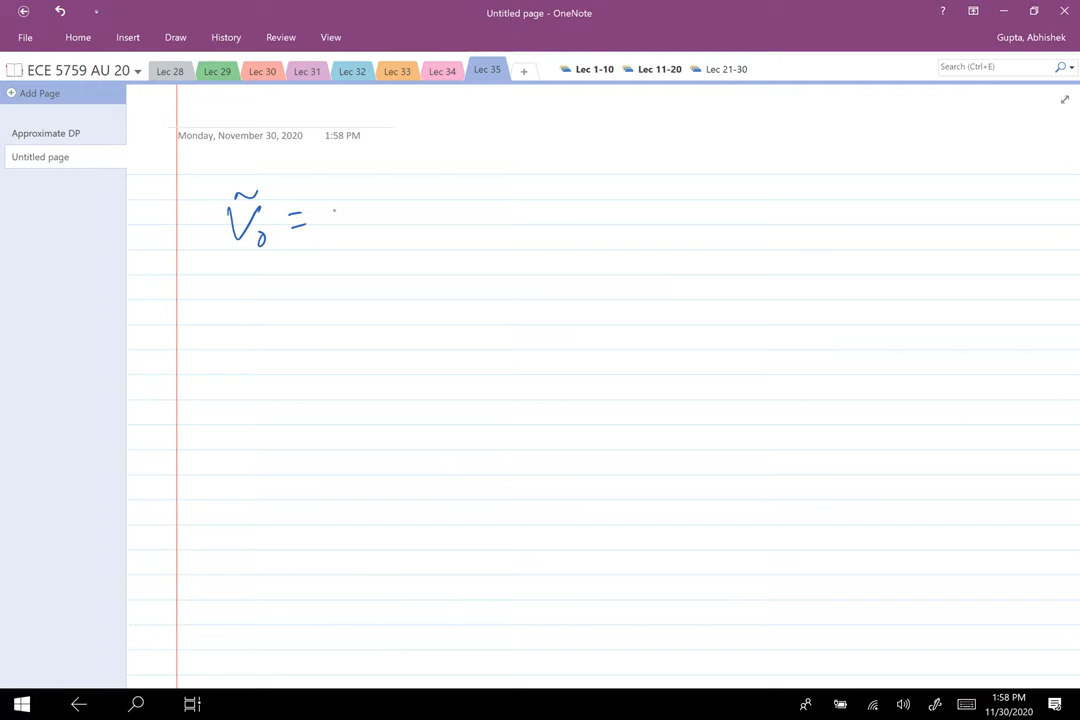 Untitled page - OneNote
?
File Home Insert Draw History Review View
Gupta, Abhishek
ECE 5759 AU 20
Lec 28 Lec 29 Lec 30 Lec 31 Lec 32 Lec 33 Lec 34 Lec 35 +
Lec 1-10 Lec 11-20 Lec 21-30
Search (Ctrl+E)
Add Page
Approximate DP
Untitled page
Monday, November 30, 2020 1:58 PM
Ṽ₀ =
1:58 PM
11/30/2020